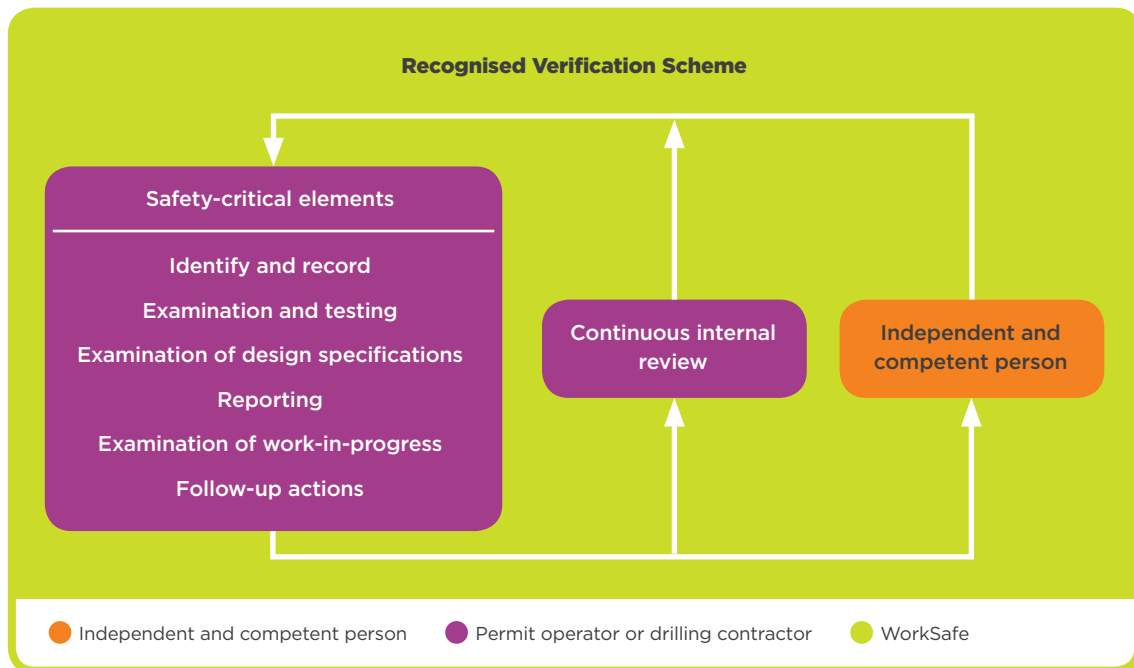 Recognised Verification Scheme
Safety-critical elements
Identify and record
Examination and testing
Examination of design specifications
Reporting
Examination of work-in-progress
Follow-up actions
Continuous internal
review
Independent and
competent person
Independent and competent person
Permit operator or drilling contractor
WorkSafe